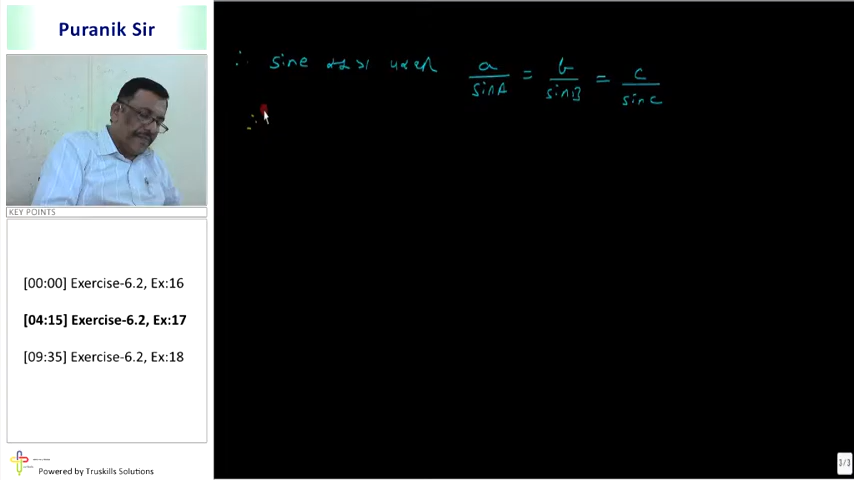 Puranik Sir
KEY POINTS
[00:00] Exercise-6.2, Ex:16
[04:15] Exercise-6.2, Ex:17
[09:35] Exercise-6.2, Ex:18
Powered by Truskills Solutions
∴ sine a/sinA = b/sinB = c/sinC
∴
3/3